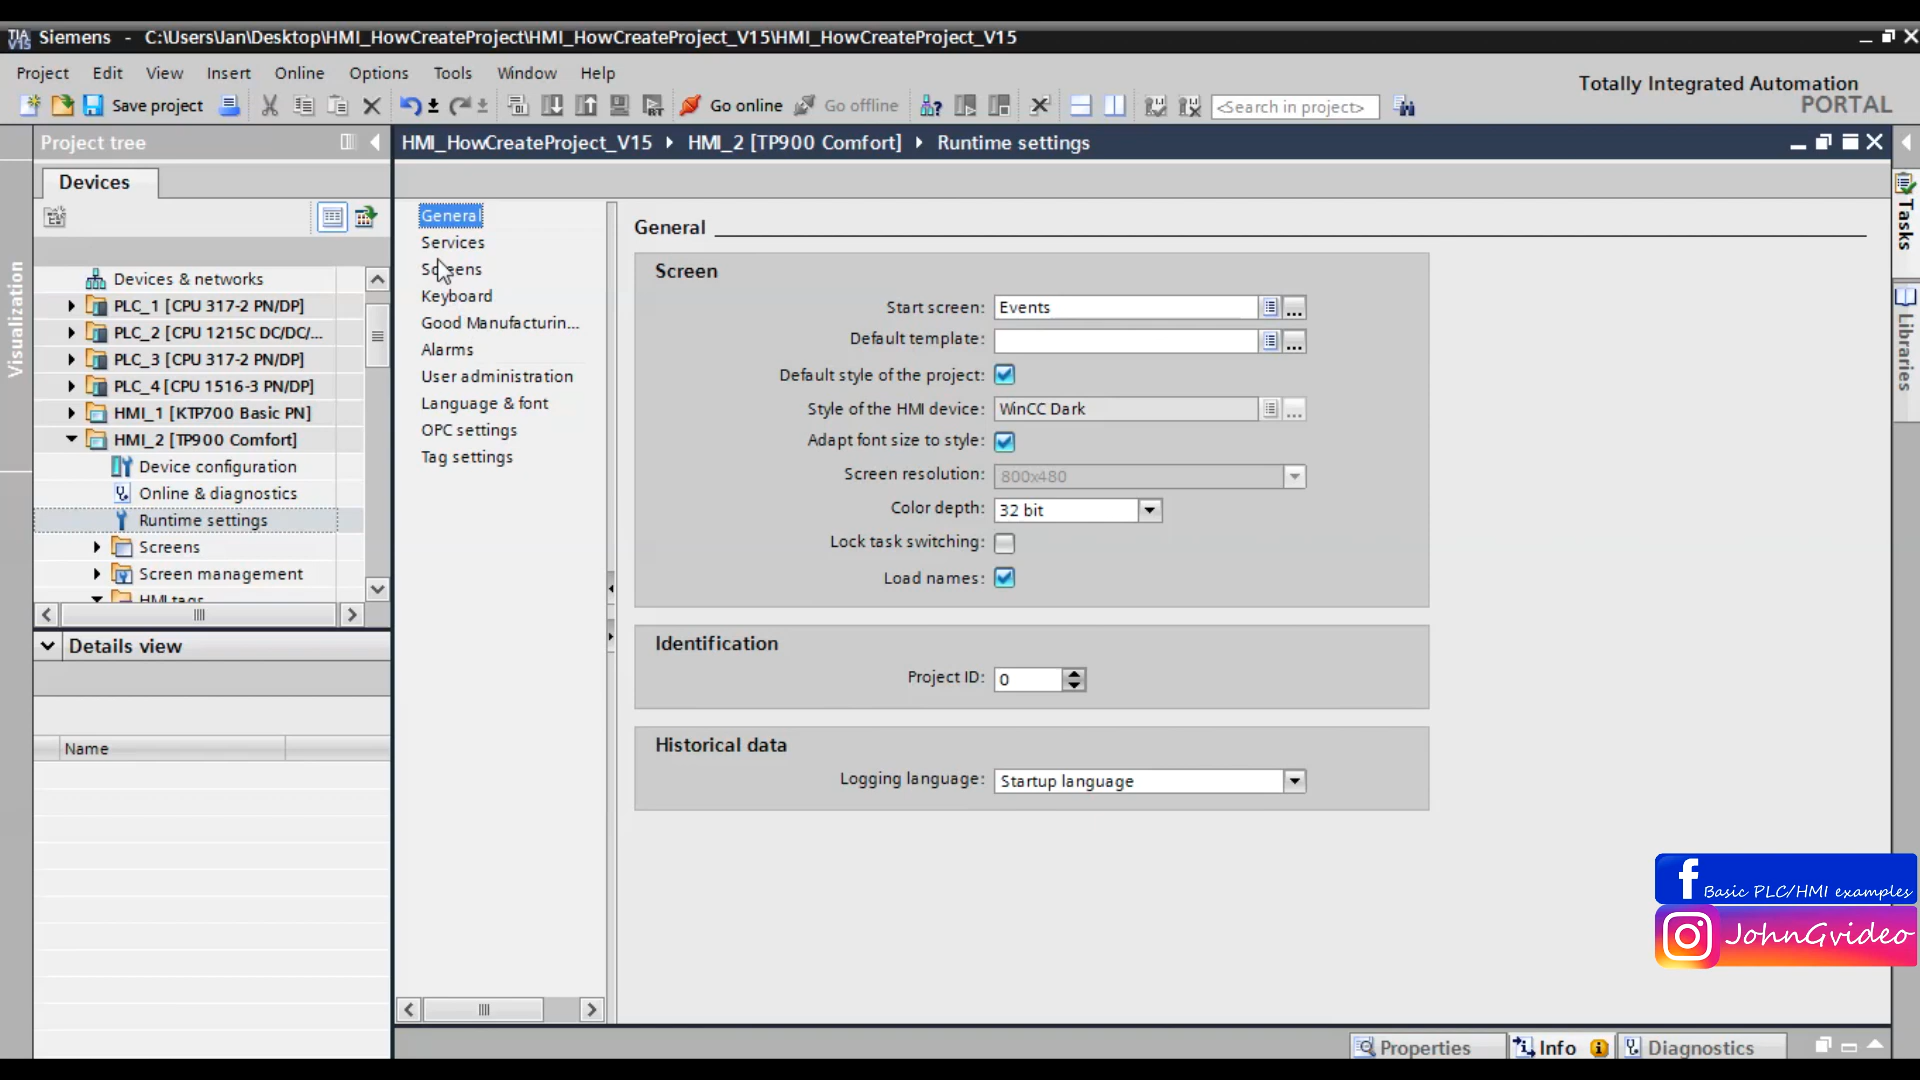 TIA V15 Siemens - C:\Users\Jan\Desktop\HMI_HowCreateProject\HMI_HowCreateProject_V15\HMI_HowCreateProject_V15
Project Edit View Insert Online Options Tools Window Help
Totally Integrated Automation
PORTAL
Save project Go online Go offline <Search in project>
Project tree
HMI_HowCreateProject_V15 HMI_2 [TP900 Comfort] Runtime settings
Devices
Visualization
Tasks
Libraries
Devices & networks
PLC_1 [CPU 317-2 PN/DP]
PLC_2 [CPU 1215C DC/DC/...
PLC_3 [CPU 317-2 PN/DP]
PLC_4 [CPU 1516-3 PN/DP]
HMI_1 [KTP700 Basic PN]
HMI_2 [TP900 Comfort]
Device configuration
Online & diagnostics
Runtime settings
Screens
Screen management
HMI tags
Details view
Name
General
Services
Screens
Keyboard
Good Manufacturin...
Alarms
User administration
Language & font
OPC settings
Tag settings
General
Screen
Start screen: Events ...
Default template: ...
Default style of the project:
Style of the HMI device: WinCC Dark ...
Adapt font size to style:
Screen resolution: 800x480
Color depth: 32 bit
Lock task switching:
Load names:
Identification
Project ID: 0
Historical data
Logging language: Startup language
f Basic PLC/HMI examples
JohnGvideo
Properties Info Diagnostics